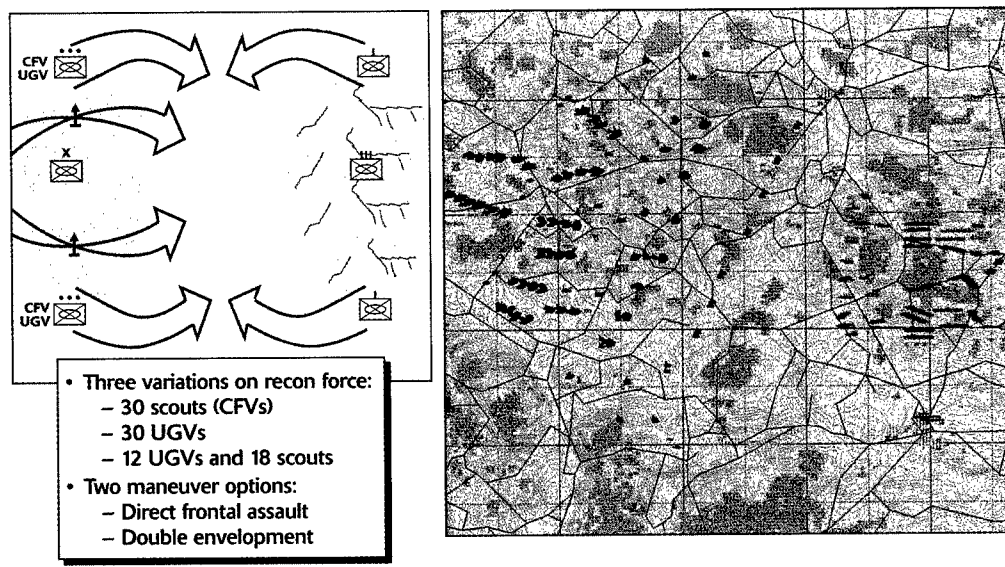 CFV
UGV
X
III
CFV
UGV
• Three variations on recon force:
– 30 scouts (CFVs)
– 30 UGVs
– 12 UGVs and 18 scouts
• Two maneuver options:
– Direct frontal assault
– Double envelopment